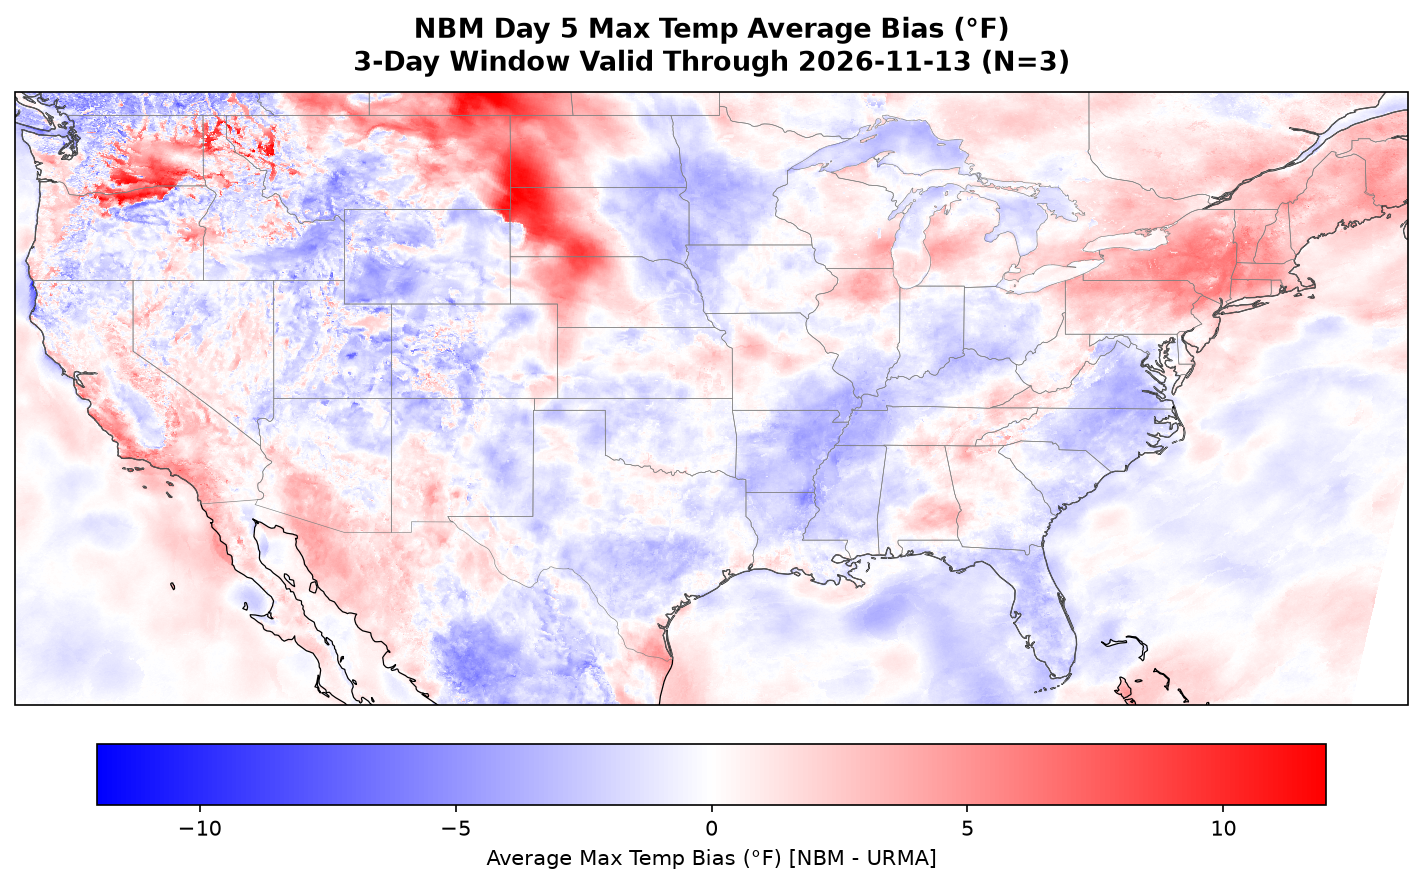 NBM Day 5 Max Temp Average Bias (°F)
3-Day Window Valid Through 2026-11-13 (N=3)
−10 −5 0 5 10
Average Max Temp Bias (°F) [NBM - URMA]